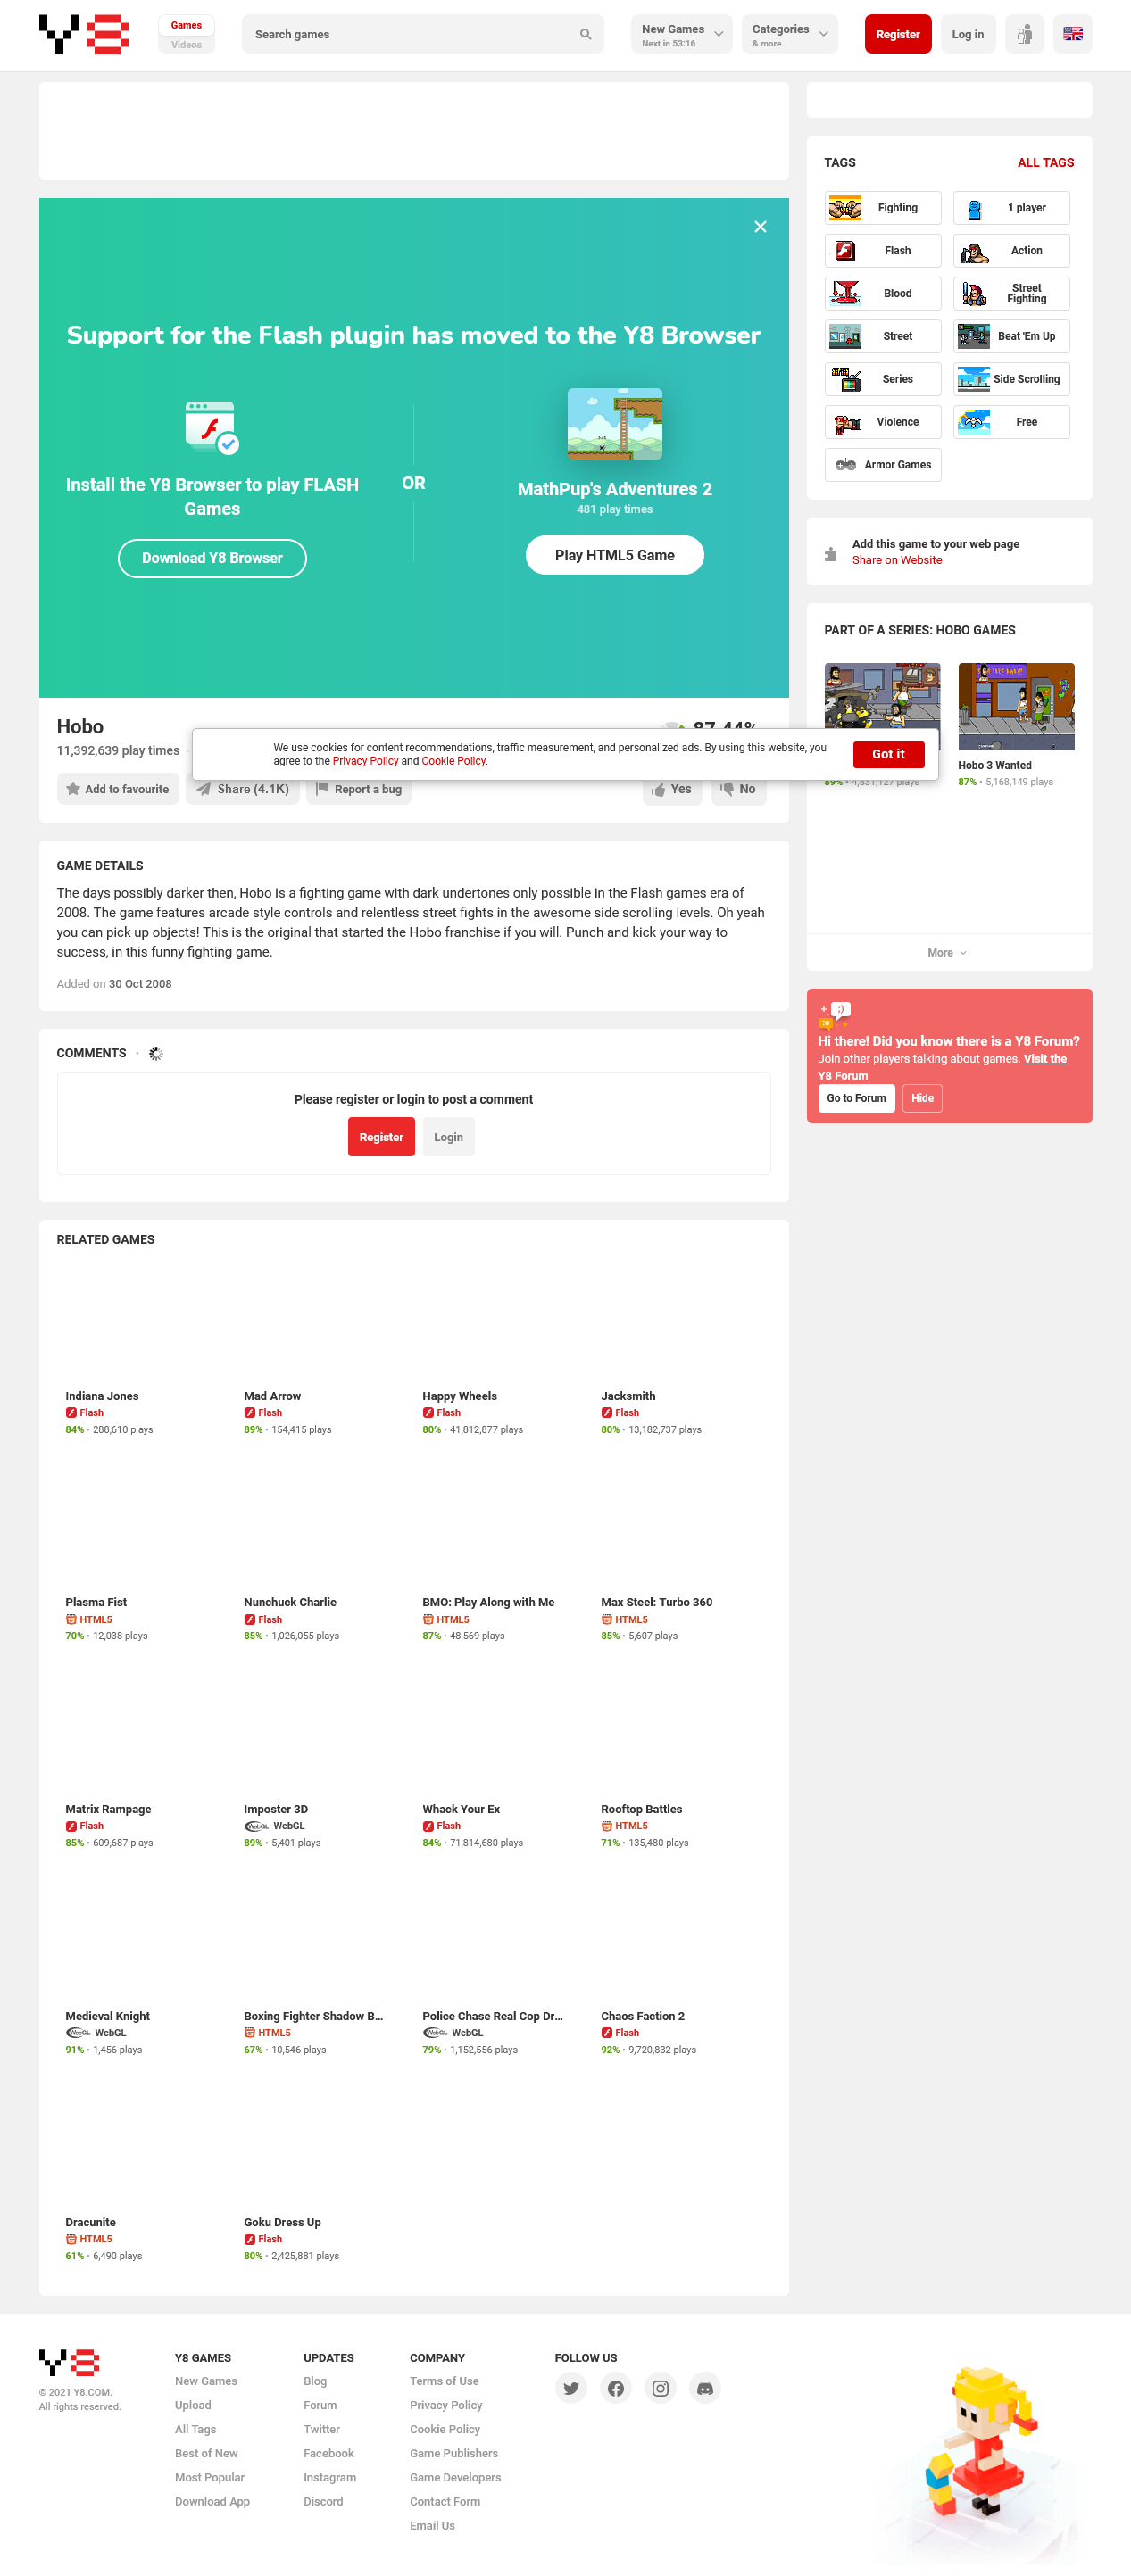 Y8
Games
Videos
Search games
New Games
Next in 53:16
Categories
& more
Register
Log in
TAGS
ALL TAGS
Fighting
1 player
Flash
Action
Blood
Street
Fighting
Street
Beat 'Em Up
Series
Side Scrolling
Violence
Free
Armor Games
Support for the Flash plugin has moved to the Y8 Browser
Install the Y8 Browser to play FLASH
Games
Download Y8 Browser
OR
MathPup's Adventures 2
481 play times
Play HTML5 Game
Add this game to your web page
Share on Website
PART OF A SERIES: HOBO GAMES
Hobo 3 Wanted
89% • 4,531,127 plays
87% • 5,168,149 plays
More
Hobo
11,392,639 play times
87.44%
We use cookies for content recommendations, traffic measurement, and personalized ads. By using this website, you
agree to the Privacy Policy and Cookie Policy.
Got it
Add to favourite
Share (4.1K)
Report a bug
Yes
No
GAME DETAILS
The days possibly darker then, Hobo is a fighting game with dark undertones only possible in the Flash games era of
2008. The game features arcade style controls and relentless street fights in the awesome side scrolling levels. Oh yeah
you can pick up objects! This is the original that started the Hobo franchise if you will. Punch and kick your way to
success, in this funny fighting game.
Added on 30 Oct 2008
Hi there! Did you know there is a Y8 Forum?
Join other players talking about games. Visit the
Y8 Forum
Go to Forum
Hide
COMMENTS •
Please register or login to post a comment
Register
Login
RELATED GAMES
Indiana Jones
Flash
84% • 288,610 plays
Mad Arrow
Flash
89% • 154,415 plays
Happy Wheels
Flash
80% • 41,812,877 plays
Jacksmith
Flash
80% • 13,182,737 plays
Plasma Fist
HTML5
70% • 12,038 plays
Nunchuck Charlie
Flash
85% • 1,026,055 plays
BMO: Play Along with Me
HTML5
87% • 48,569 plays
Max Steel: Turbo 360
HTML5
85% • 5,607 plays
Matrix Rampage
Flash
85% • 609,687 plays
Imposter 3D
WebGL WebGL
89% • 5,401 plays
Whack Your Ex
Flash
84% • 71,814,680 plays
Rooftop Battles
HTML5
71% • 135,480 plays
Medieval Knight
WebGL WebGL
91% • 1,456 plays
Boxing Fighter Shadow B...
HTML5
67% • 10,546 plays
Police Chase Real Cop Dr...
WebGL WebGL
79% • 1,152,556 plays
Chaos Faction 2
Flash
92% • 9,720,832 plays
Dracunite
HTML5
61% • 6,490 plays
Goku Dress Up
Flash
80% • 2,425,881 plays
Y8
© 2021 Y8.COM.
All rights reserved.
Y8 GAMES
New Games
Upload
All Tags
Best of New
Most Popular
Download App
UPDATES
Blog
Forum
Twitter
Facebook
Instagram
Discord
COMPANY
Terms of Use
Privacy Policy
Cookie Policy
Game Publishers
Game Developers
Contact Form
Email Us
FOLLOW US